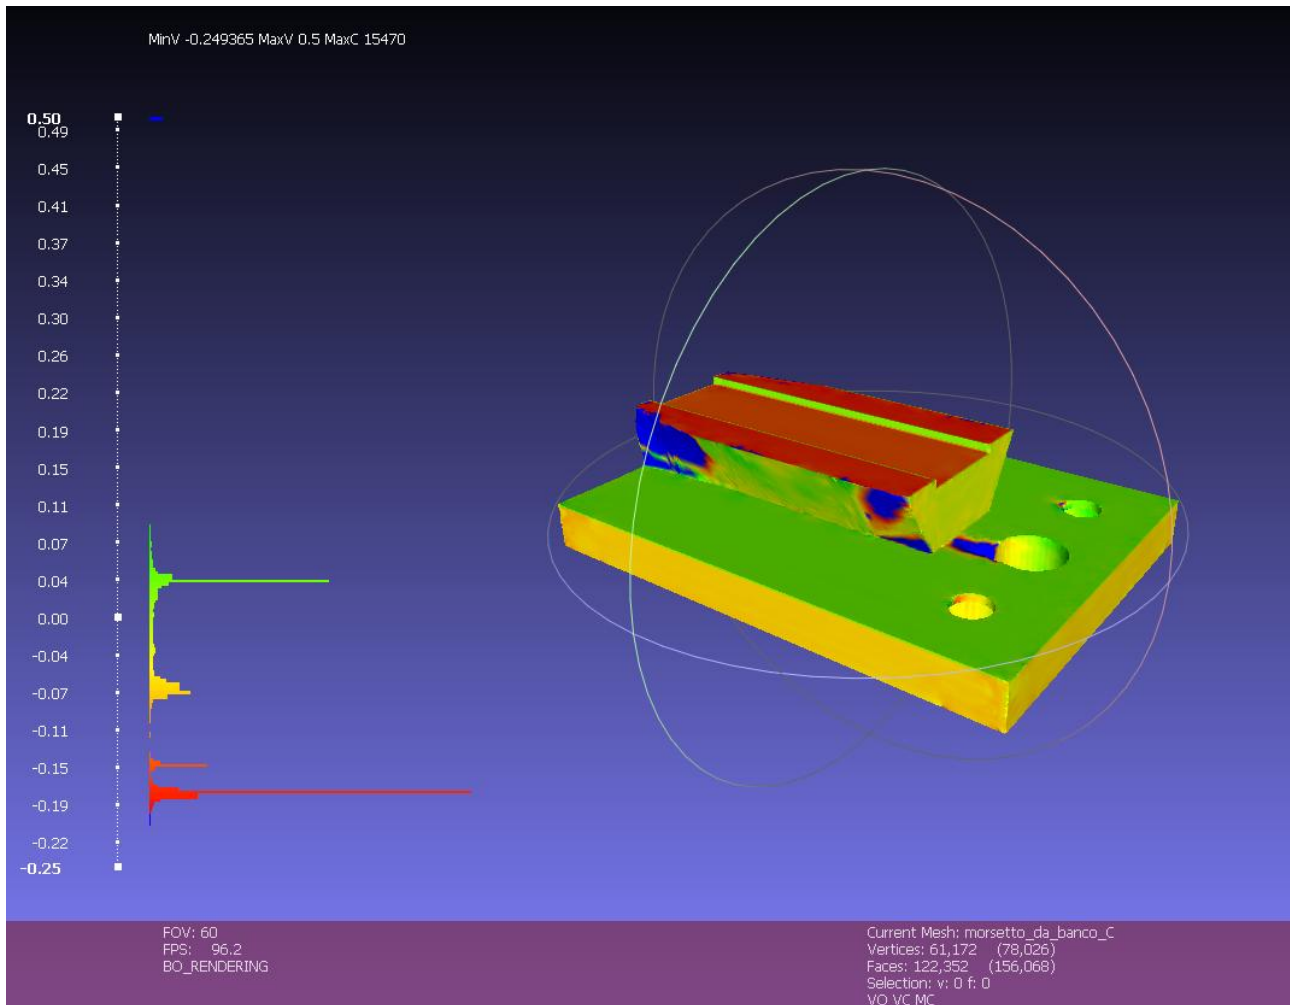 MinV -0.249365 MaxV 0.5 MaxC 15470
0.50
0.49
0.45
0.41
0.37
0.34
0.30
0.26
0.22
0.19
0.15
0.11
0.07
0.04
0.00
-0.04
-0.07
-0.11
-0.15
-0.19
-0.22
-0.25
FOV: 60
FPS: 96.2
BO_RENDERING
Current Mesh: morsetto_da_banco_C
Vertices: 61,172 (78,026)
Faces: 122,352 (156,068)
Selection: v: 0 f: 0
VQ VC MC